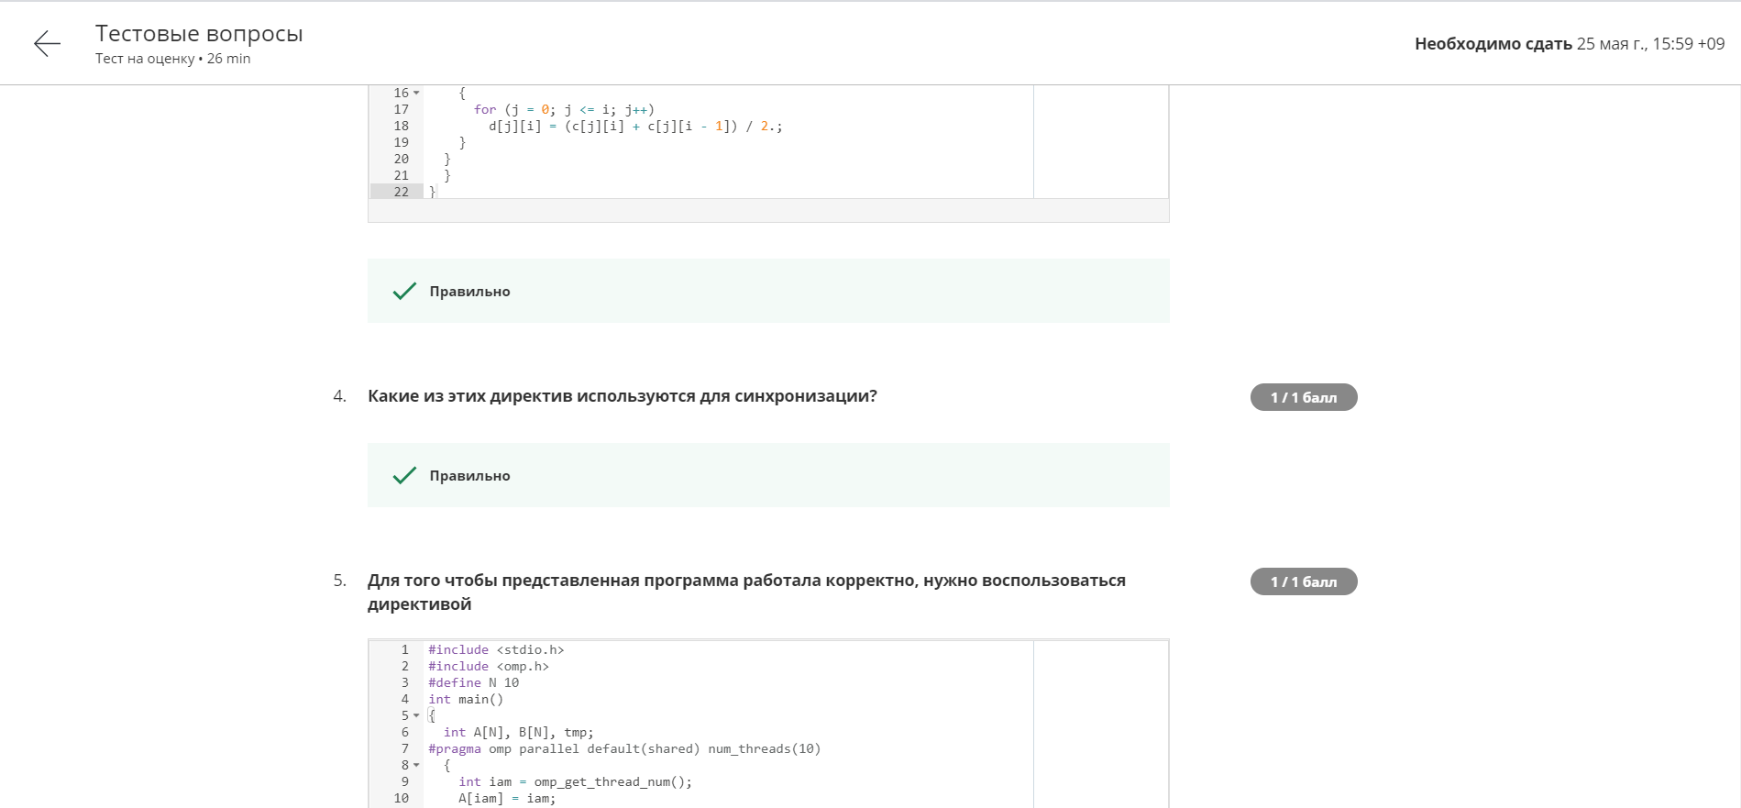 Тестовые вопросы
Тест на оценку • 26 min
Необходимо сдать 25 мая г., 15:59 +09
16 {
17 for (j = 0; j <= i; j++)
18 d[j][i] = (c[j][i] + c[j][i - 1]) / 2.;
19 }
20 }
21 }
22 }
Правильно
4. Какие из этих директив используются для синхронизации?
1 / 1 балл
Правильно
5. Для того чтобы представленная программа работала корректно, нужно воспользоваться
директивой
1 / 1 балл
1 #include <stdio.h>
2 #include <omp.h>
3 #define N 10
4 int main()
5 {
6 int A[N], B[N], tmp;
7 #pragma omp parallel default(shared) num_threads(10)
8 {
9 int iam = omp_get_thread_num();
10 A[iam] = iam;